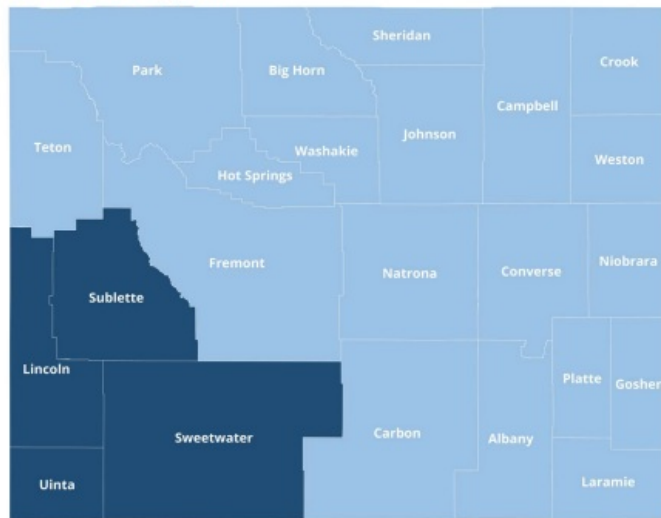 Sheridan
Park
Big Horn
Crook
Campbell
Johnson
Teton
Washakie
Weston
Hot Springs
Fremont
Natrona
Converse
Niobrara
Sublette
Lincoln
Platte
Goshen
Sweetwater
Carbon
Albany
Uinta
Laramie